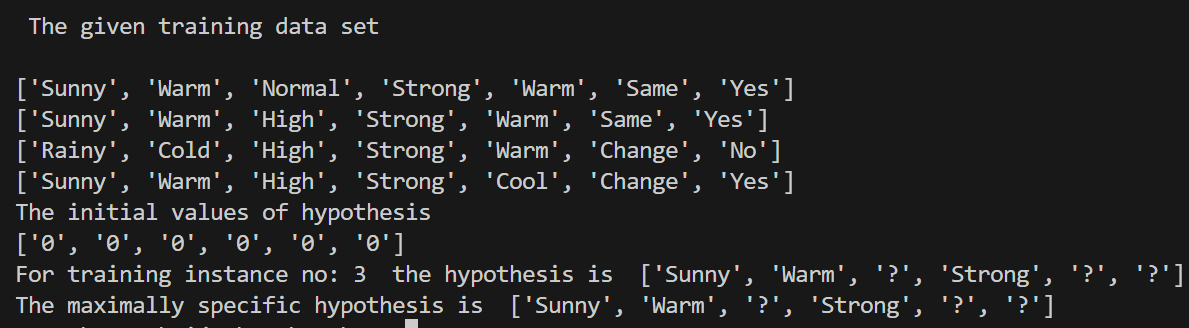 The given training data set
['Sunny', 'Warm', 'Normal', 'Strong', 'Warm', 'Same', 'Yes']
['Sunny', 'Warm', 'High', 'Strong', 'Warm', 'Same', 'Yes']
['Rainy', 'Cold', 'High', 'Strong', 'Warm', 'Change', 'No']
['Sunny', 'Warm', 'High', 'Strong', 'Cool', 'Change', 'Yes']
The initial values of hypothesis
['0', '0', '0', '0', '0', '0']
For training instance no: 3  the hypothesis is  ['Sunny', 'Warm', '?', 'Strong', '?', '?']
The maximally specific hypothesis is  ['Sunny', 'Warm', '?', 'Strong', '?', '?']